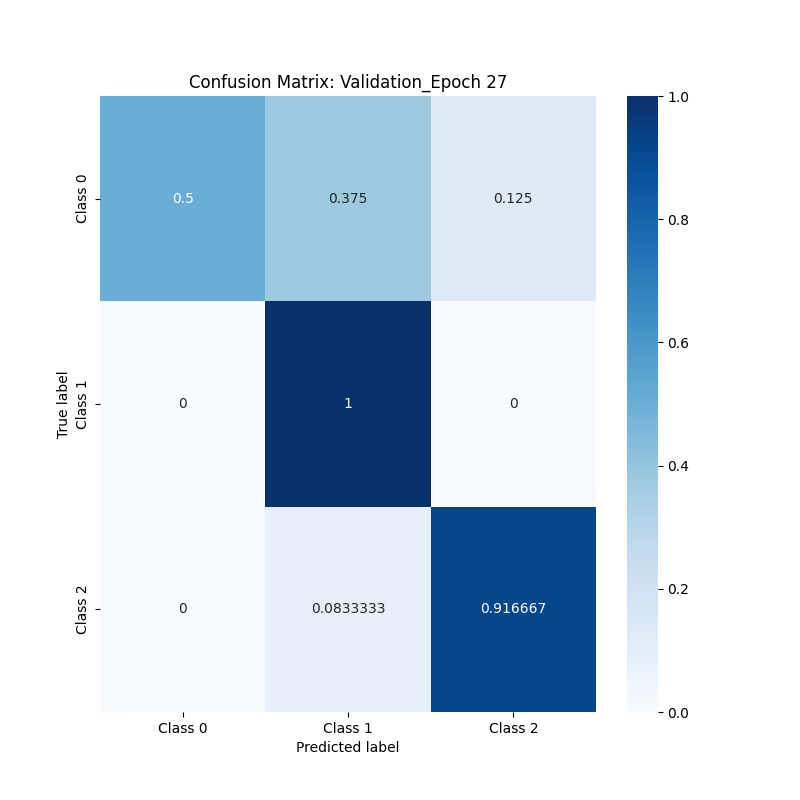 Confusion Matrix: Validation_Epoch 27
Class 0
0.5
0.375
0.125
True label
Class 1
0
1
0
Class 2
0
0.0833333
0.916667
Class 0
Class 1
Class 2
Predicted label
1.0
0.8
0.6
0.4
0.2
0.0